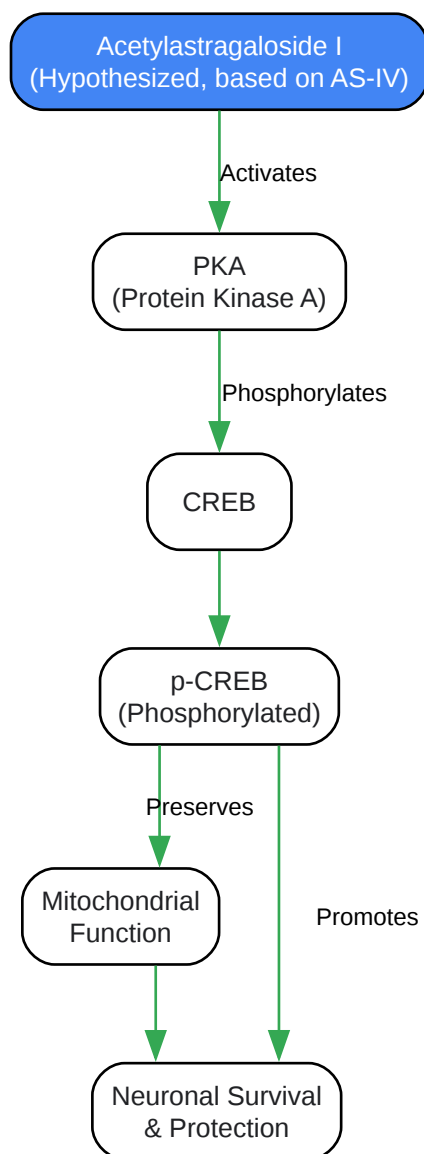 Acetylastragaloside I
(Hypothesized, based on AS-IV)
Activates
PKA
(Protein Kinase A)
Phosphorylates
CREB
p-CREB
(Phosphorylated)
Preserves
Mitochondrial
Function
Promotes
Neuronal Survival
& Protection